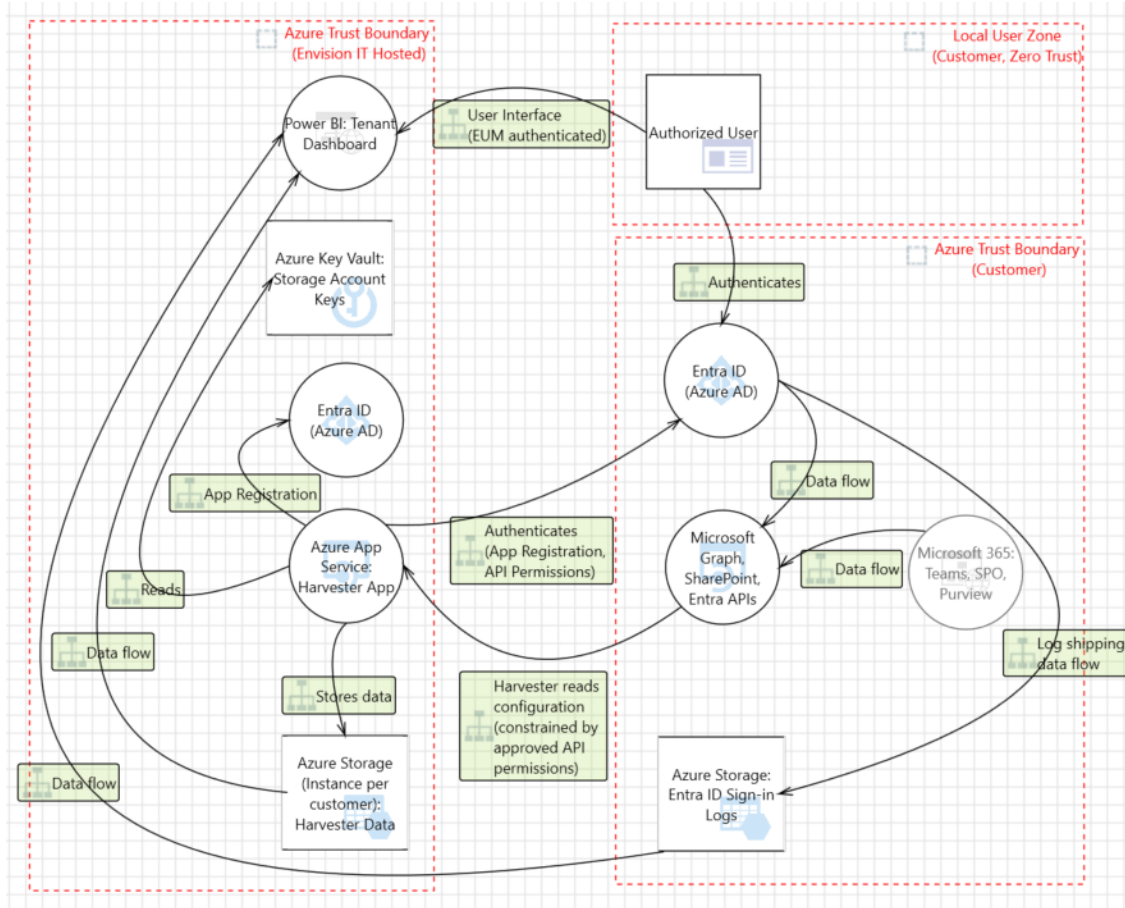 Azure Trust Boundary
(Envision IT Hosted)
Local User Zone
(Customer, Zero Trust)
Power BI: Tenant
Dashboard
User Interface
(EUM authenticated)
Authorized User
Azure Key Vault:
Storage Account
Keys
Azure Trust Boundary
(Customer)
Authenticates
Entra ID
(Azure AD)
Entra ID
(Azure AD)
App Registration
Data flow
Azure App
Service:
Harvester App
Authenticates
(App Registration,
API Permissions)
Microsoft
Graph,
SharePoint,
Entra APIs
Data flow
Microsoft 365:
Teams, SPO,
Purview
Reads
Data flow
Log shipping
data flow
Stores data
Harvester reads
configuration
(constrained by
approved API
permissions)
Data flow
Azure Storage
(Instance per
customer):
Harvester Data
Azure Storage:
Entra ID Sign-in
Logs